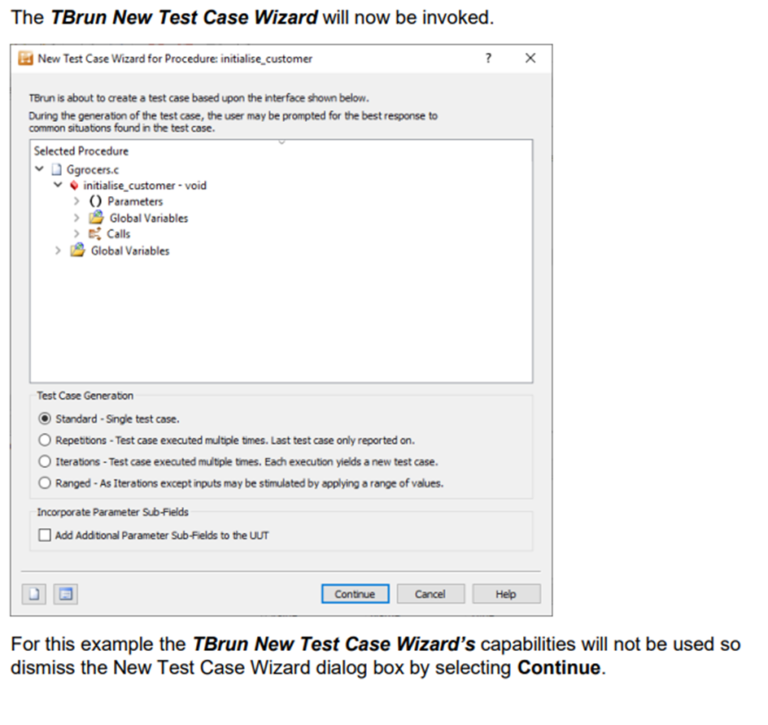 The TBrun New Test Case Wizard will now be invoked.
New Test Case Wizard for Procedure: initialise_customer
?
TBrun is about to create a test case based upon the interface shown below.
During the generation of the test case, the user may be prompted for the best response to
common situations found in the test case.
Selected Procedure
Ggrocers.c
initialise_customer - void
() Parameters
Global Variables
Calls
Global Variables
Test Case Generation
Standard - Single test case.
Repetitions - Test case executed multiple times. Last test case only reported on.
Iterations - Test case executed multiple times. Each execution yields a new test case.
Ranged - As Iterations except inputs may be stimulated by applying a range of values.
Incorporate Parameter Sub-Fields
Add Additional Parameter Sub-Fields to the UUT
Continue Cancel Help
For this example the TBrun New Test Case Wizard’s capabilities will not be used so
dismiss the New Test Case Wizard dialog box by selecting Continue.